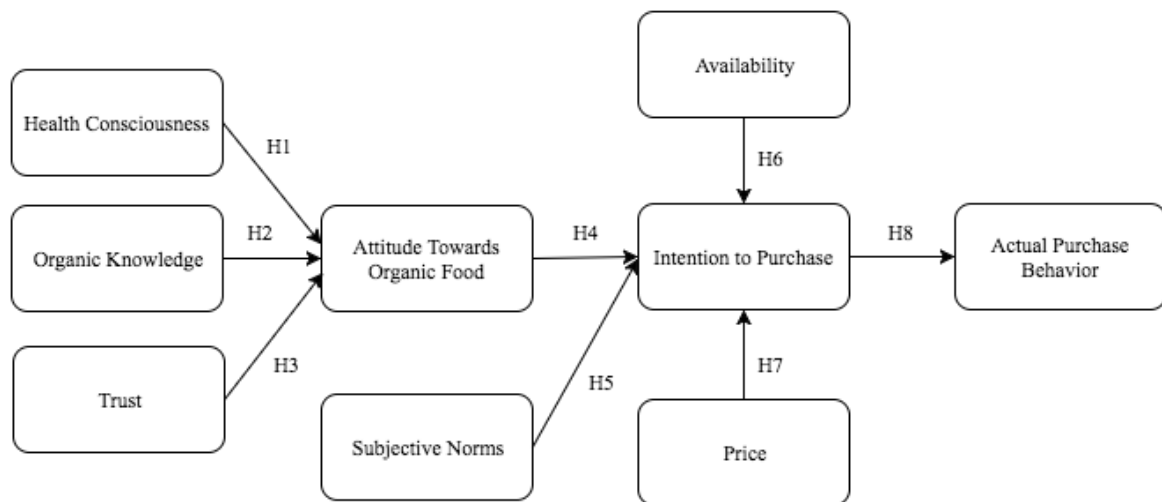 Availability
Health Consciousness
H1
H6
Organic Knowledge
H2
Attitude Towards
Organic Food
H4
Intention to Purchase
H8
Actual Purchase
Behavior
Trust
H3
H5
H7
Subjective Norms
Price